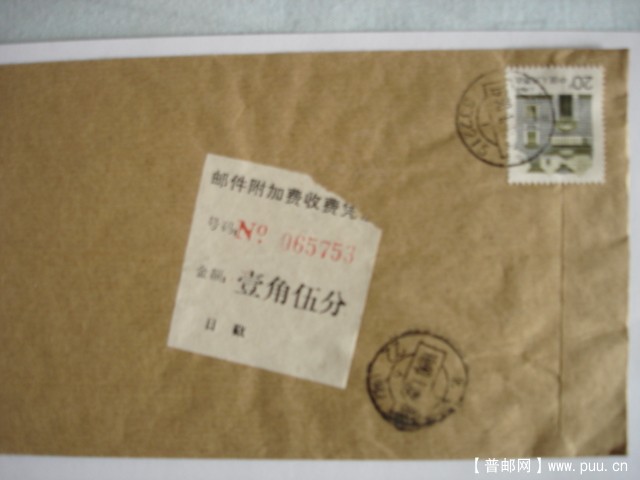 20
邮件附加费收费凭
号码 No 065753
金额: 壹角伍分
日戳
【普邮网】www.puu.cn